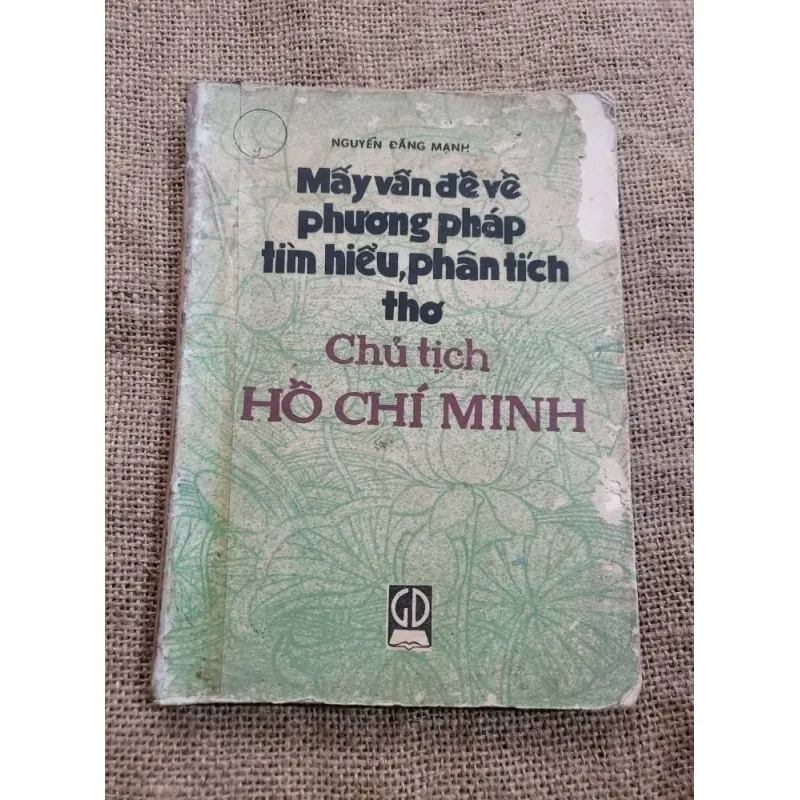 NGUYỄN ĐĂNG MẠNH
Mấy vấn đề về
phương pháp
tìm hiểu, phân tích
thơ
Chủ tịch
HỒ CHÍ MINH
GD